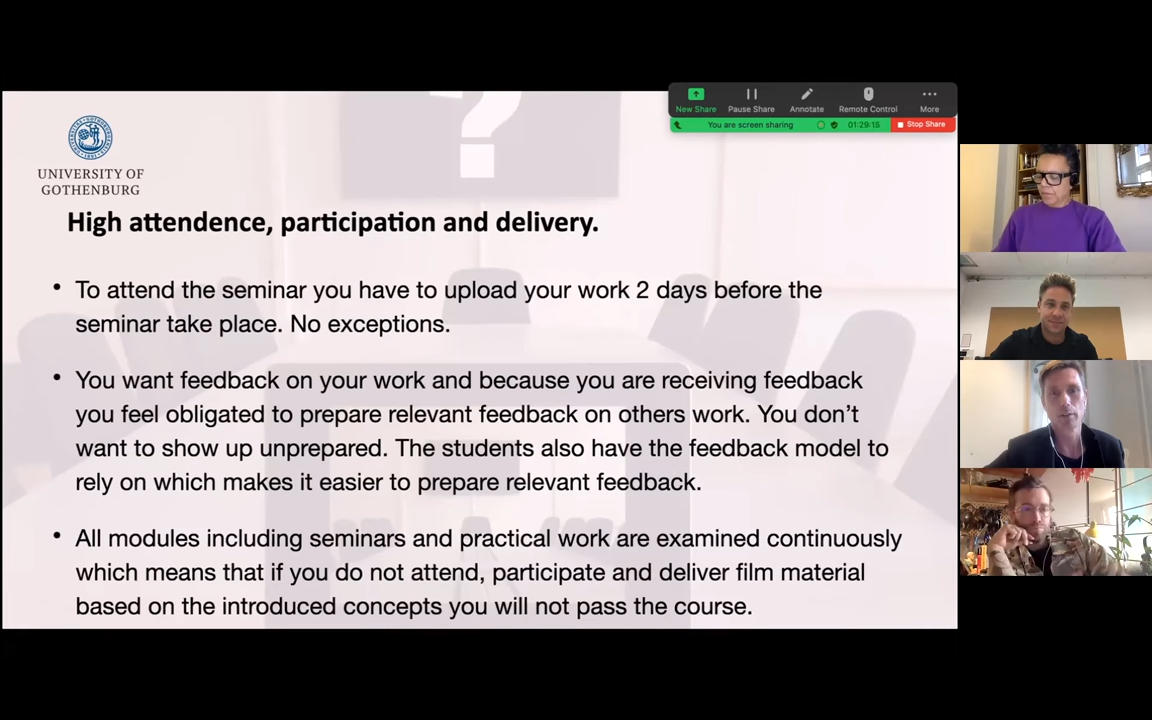 ?
New Share
Pause Share
Annotate
Remote Control
More
You are screen sharing
01:29:15
Stop Share
UNIVERSITY OF
GOTHENBURG
High attendence, participation and delivery.
• To attend the seminar you have to upload your work 2 days before the
seminar take place. No exceptions.
• You want feedback on your work and because you are receiving feedback
you feel obligated to prepare relevant feedback on others work. You don’t
want to show up unprepared. The students also have the feedback model to
rely on which makes it easier to prepare relevant feedback.
• All modules including seminars and practical work are examined continuously
which means that if you do not attend, participate and deliver film material
based on the introduced concepts you will not pass the course.